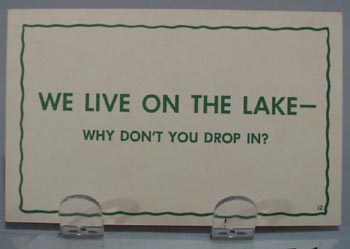 WE LIVE ON THE LAKE—
WHY DON'T YOU DROP IN?
12